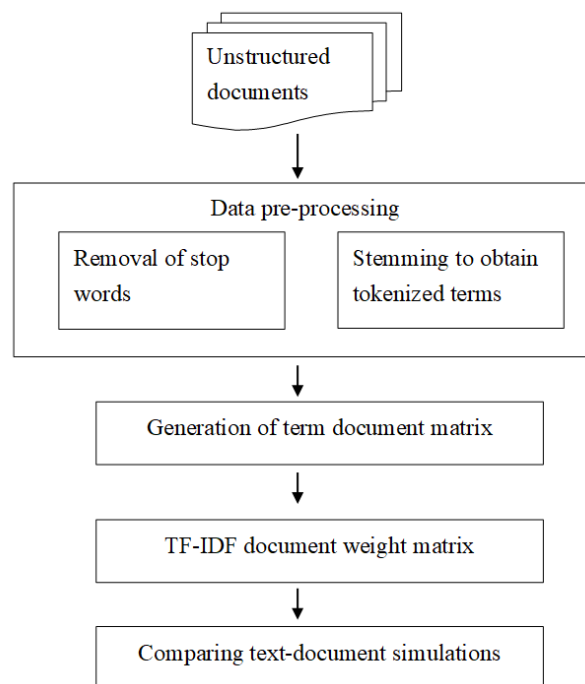 Unstructured
documents
Data pre-processing
Removal of stop
words
Stemming to obtain
tokenized terms
Generation of term document matrix
TF-IDF document weight matrix
Comparing text-document simulations